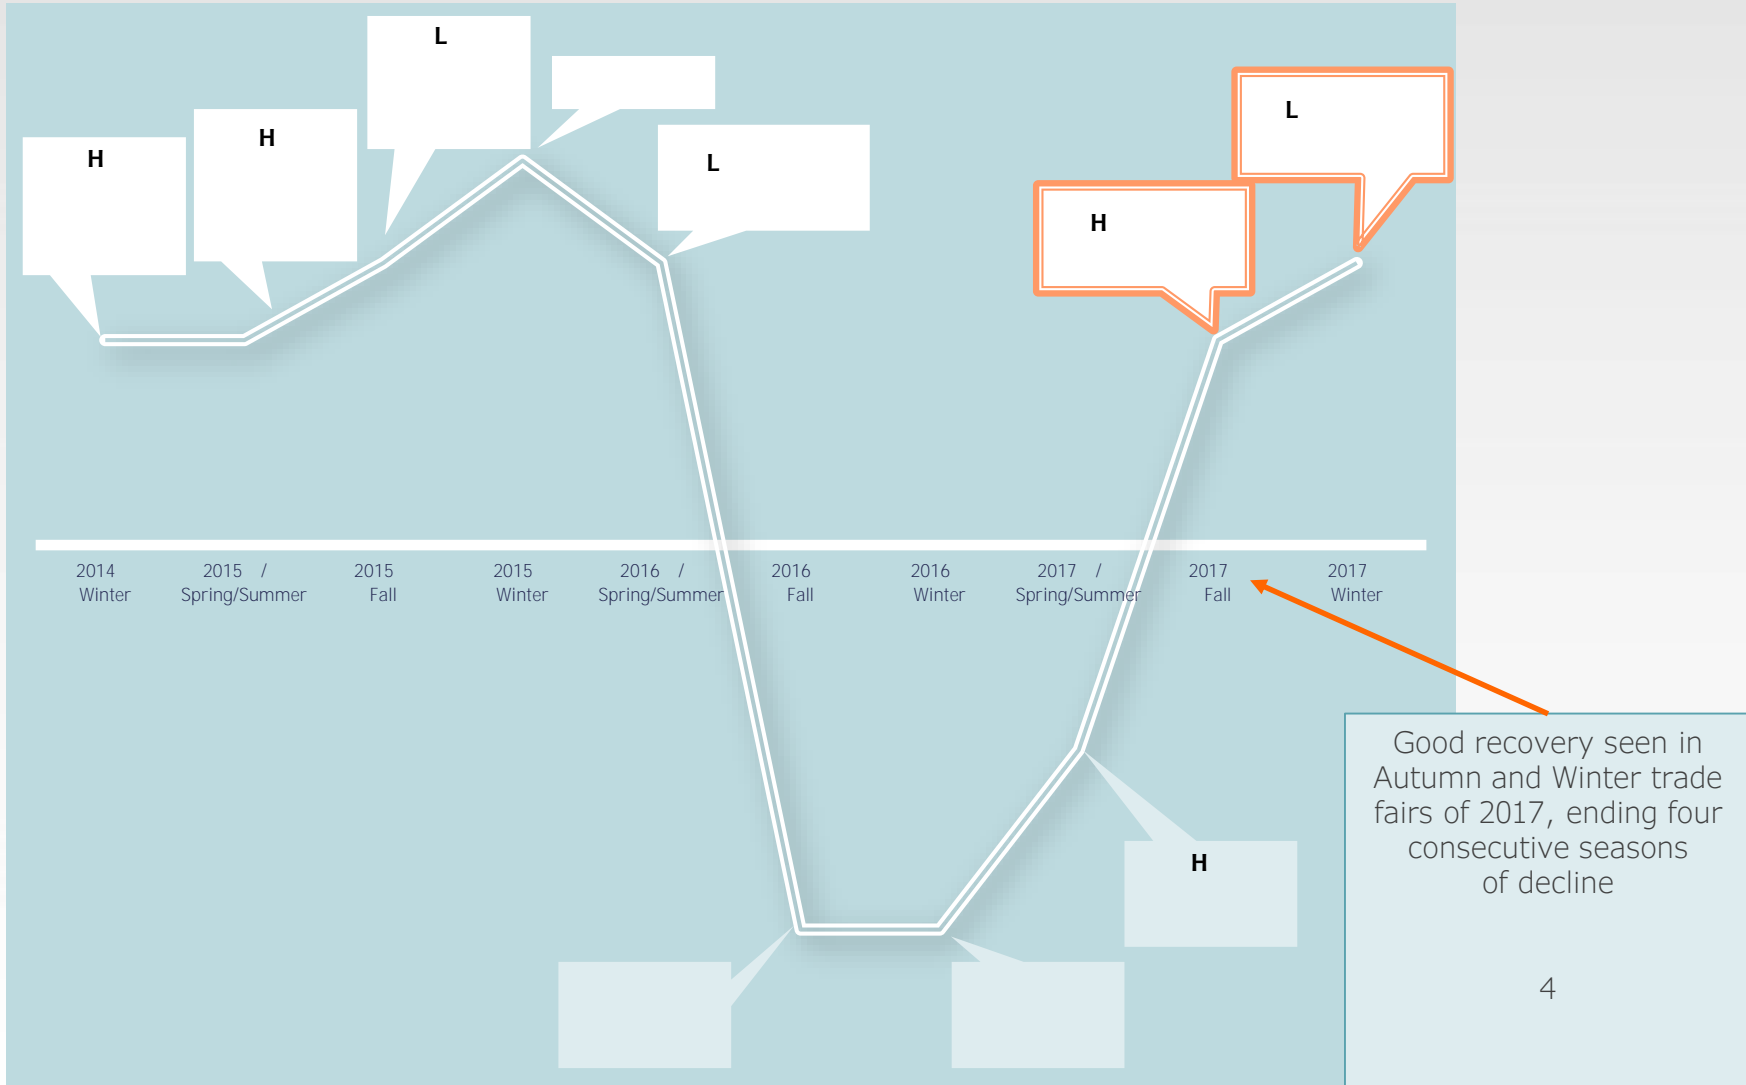 L
H
H
L
L
H
H
2014
Winter
2015 /
Spring/Summer
2015
Fall
2015
Winter
2016 /
Spring/Summer
2016
Fall
2016
Winter
2017 /
Spring/Summer
2017
Fall
2017
Winter
Good recovery seen in
Autumn and Winter trade
fairs of 2017, ending four
consecutive seasons
of decline
H
4